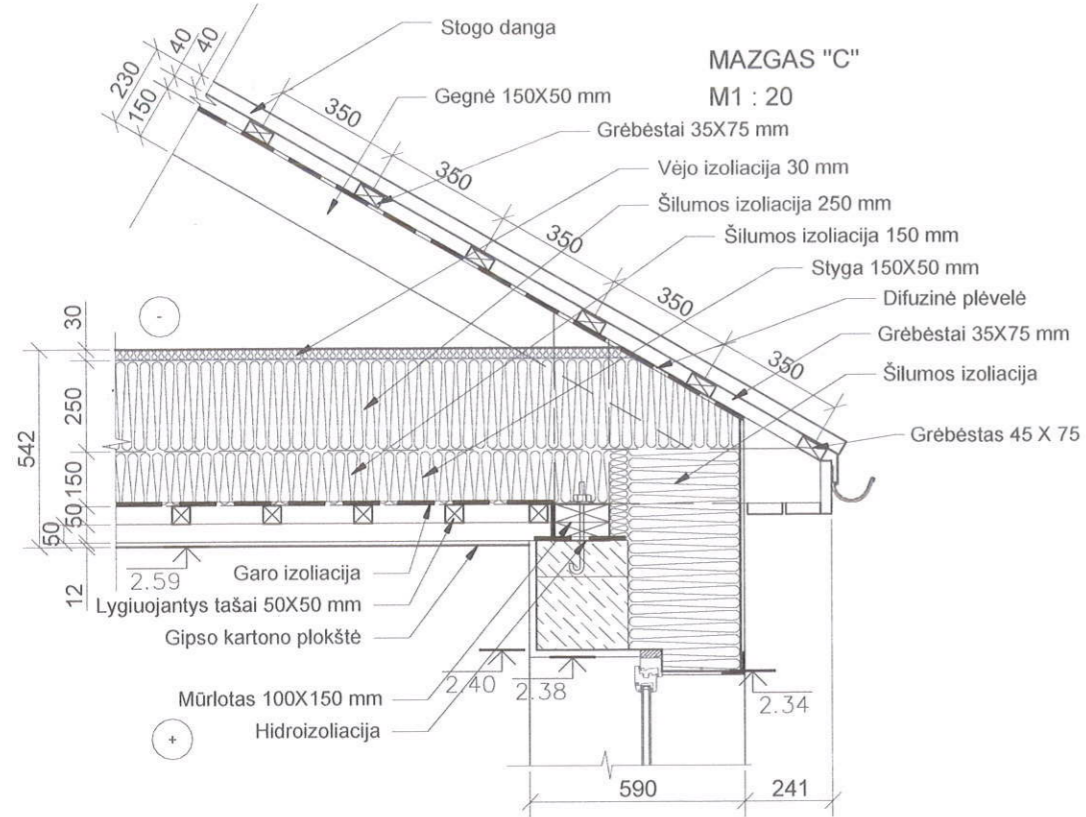 Stogo danga
MAZGAS "C"
M1 : 20
Gegnė 150X50 mm
Grėbėstai 35X75 mm
Vėjo izoliacija 30 mm
Šilumos izoliacija 250 mm
Šilumos izoliacija 150 mm
Styga 150X50 mm
Difuzinė plėvelė
Grėbėstai 35X75 mm
Šilumos izoliacija
Grėbėstas 45 X 75
230
40
40
150
350
350
350
350
350
-
30
250
542
150
50
50
12
2.59
Garo izoliacija
Lygiuojantys tašai 50X50 mm
Gipso kartono plokštė
2.40
2.38
2.34
Mūrlotas 100X150 mm
Hidroizoliacija
+
590
241